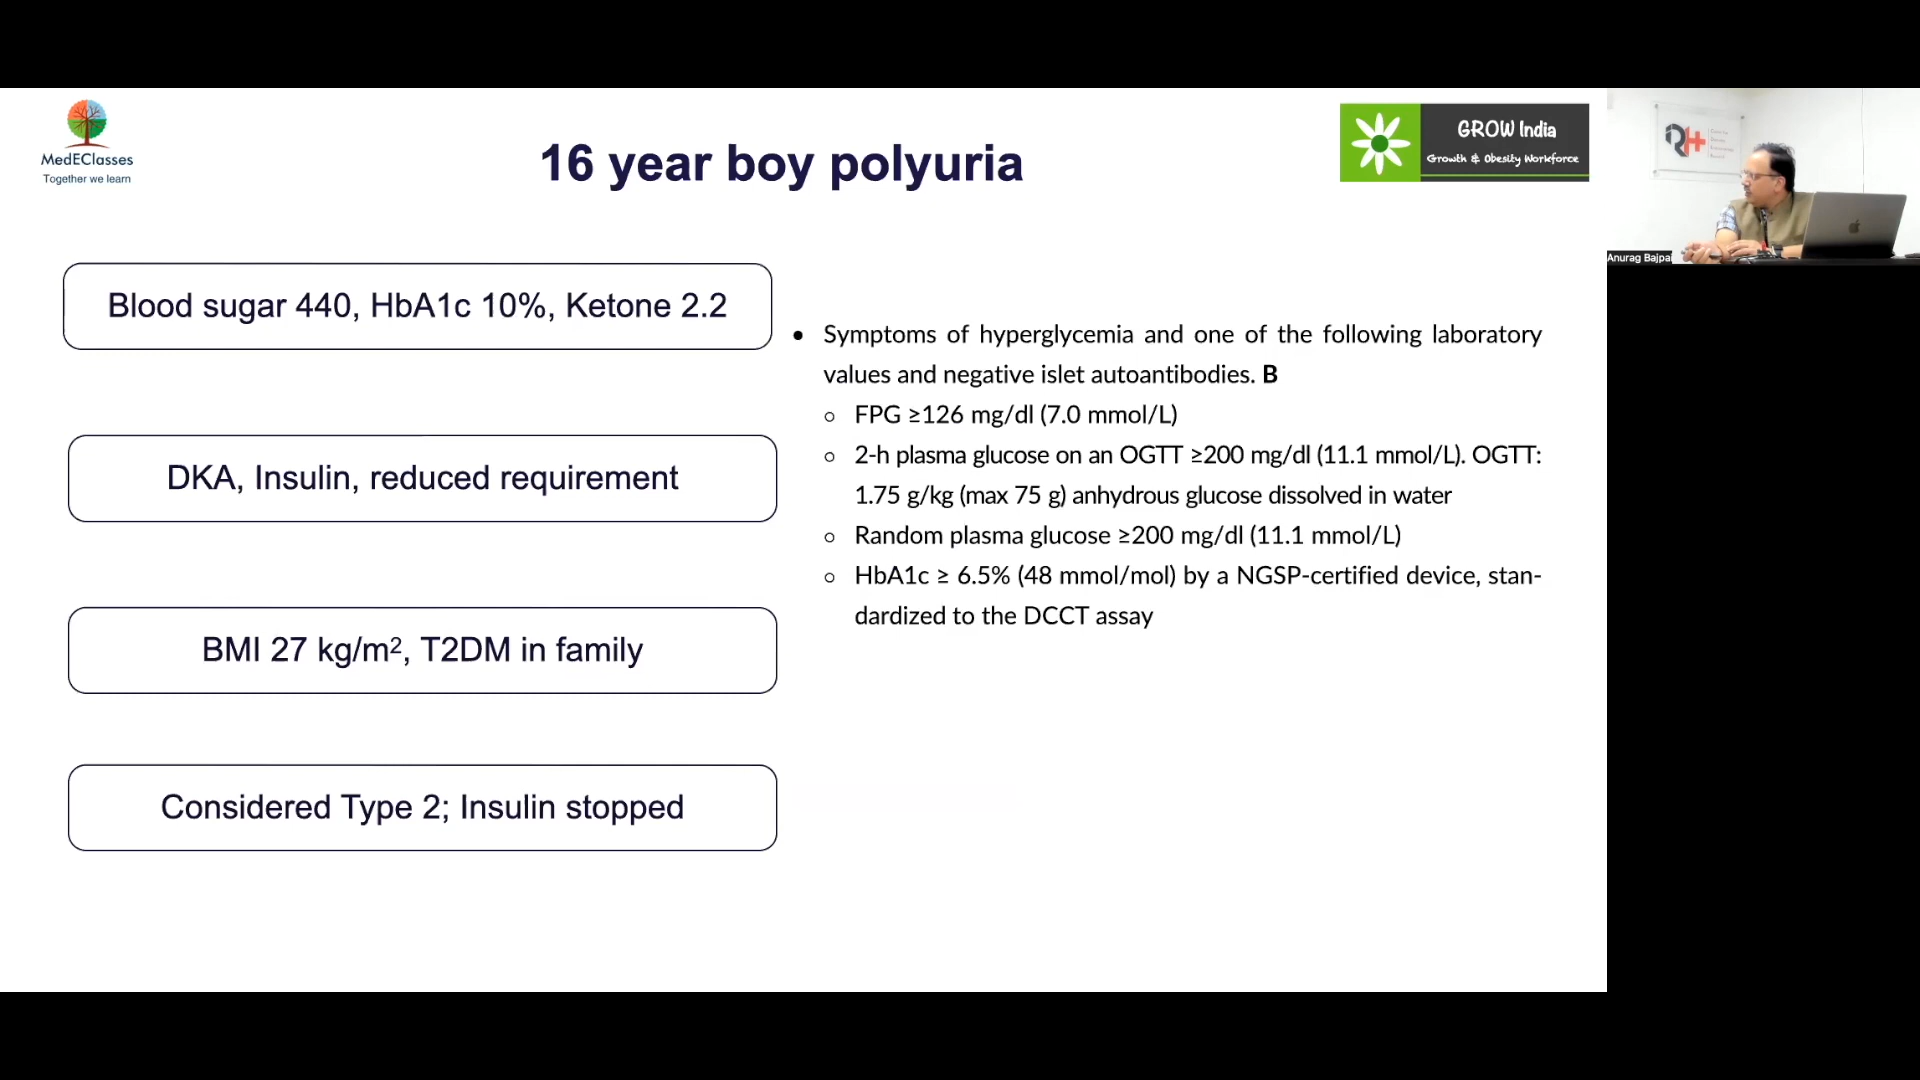 MedEClasses
Together we learn
16 year boy polyuria
GROW India
Growth & Obesity Workforce
Anurag Bajpai
Blood sugar 440, HbA1c 10%, Ketone 2.2
DKA, Insulin, reduced requirement
BMI 27 kg/m², T2DM in family
Considered Type 2; Insulin stopped
• Symptoms of hyperglycemia and one of the following laboratory
values and negative islet autoantibodies. B
○ FPG ≥126 mg/dl (7.0 mmol/L)
○ 2-h plasma glucose on an OGTT ≥200 mg/dl (11.1 mmol/L). OGTT:
1.75 g/kg (max 75 g) anhydrous glucose dissolved in water
○ Random plasma glucose ≥200 mg/dl (11.1 mmol/L)
○ HbA1c ≥ 6.5% (48 mmol/mol) by a NGSP-certified device, stan-
dardized to the DCCT assay